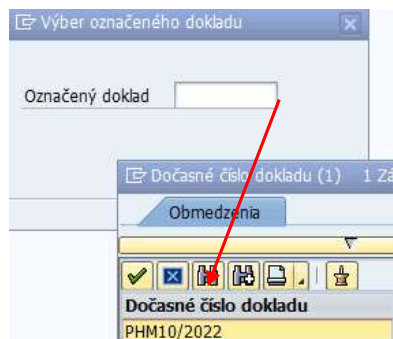 Výber označeného dokladu
Označený doklad
Dočasné číslo dokladu (1) 1 Zá
Obmedzenia
Dočasné číslo dokladu
PHM10/2022